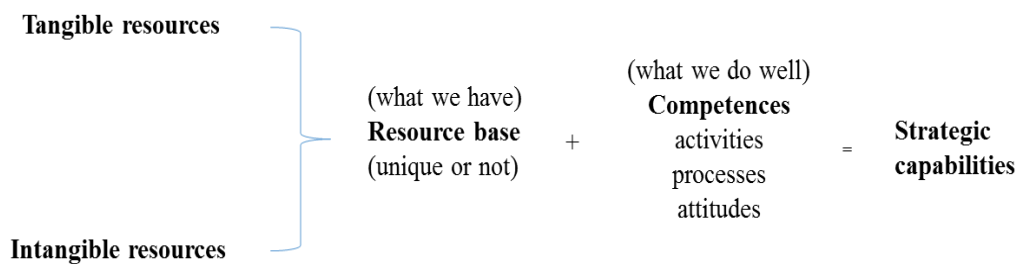 Tangible resources
Intangible resources
(what we have)
Resource base
(unique or not)
+
(what we do well)
Competences
activities
processes
attitudes
=
Strategic
capabilities